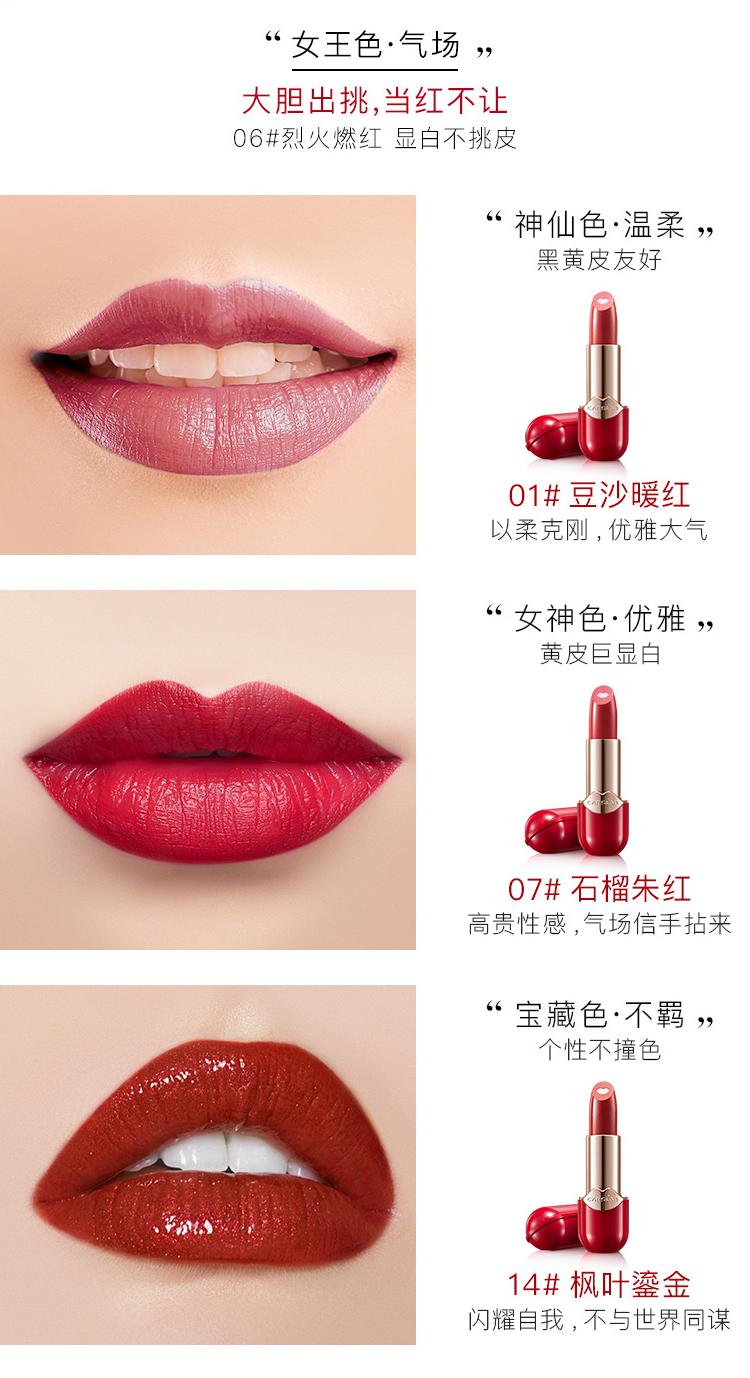 “ 女王色·气场 ”
大胆出挑,当红不让
06#烈火燃红 显白不挑皮
“ 神仙色·温柔 ”
黑黄皮友好
01# 豆沙暖红
以柔克刚,优雅大气
“ 女神色·优雅 ”
黄皮巨显白
07# 石榴朱红
高贵性感,气场信手拈来
“ 宝藏色·不羁 ”
个性不撞色
14# 枫叶鎏金
闪耀自我,不与世界同谋